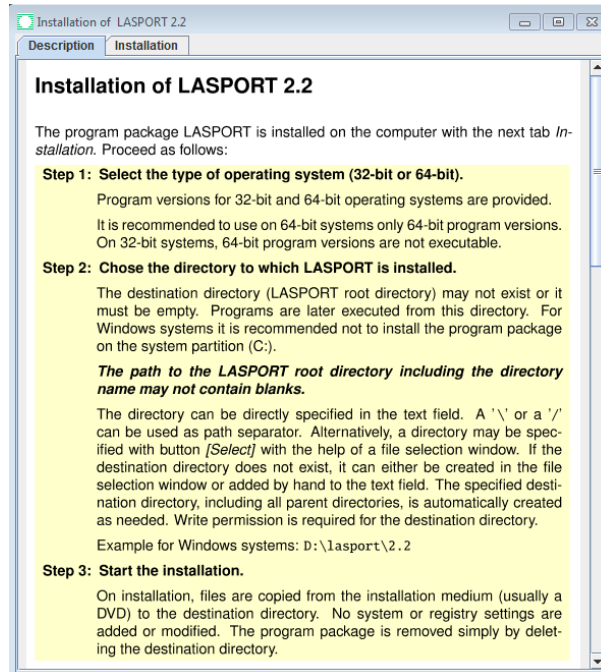 Installation of LASPORT 2.2
Description
Installation
Installation of LASPORT 2.2
The program package LASPORT is installed on the computer with the next tab In-
stallation. Proceed as follows:
Step 1: Select the type of operating system (32-bit or 64-bit).
Program versions for 32-bit and 64-bit operating systems are provided.
It is recommended to use on 64-bit systems only 64-bit program versions.
On 32-bit systems, 64-bit program versions are not executable.
Step 2: Chose the directory to which LASPORT is installed.
The destination directory (LASPORT root directory) may not exist or it
must be empty. Programs are later executed from this directory. For
Windows systems it is recommended not to install the program package
on the system partition (C:).
The path to the LASPORT root directory including the directory
name may not contain blanks.
The directory can be directly specified in the text field. A '\' or a '/'
can be used as path separator. Alternatively, a directory may be spec-
ified with button [Select] with the help of a file selection window. If the
destination directory does not exist, it can either be created in the file
selection window or added by hand to the text field. The specified desti-
nation directory, including all parent directories, is automatically created
as needed. Write permission is required for the destination directory.
Example for Windows systems: D:\lasport\2.2
Step 3: Start the installation.
On installation, files are copied from the installation medium (usually a
DVD) to the destination directory. No system or registry settings are
added or modified. The program package is removed simply by delet-
ing the destination directory.